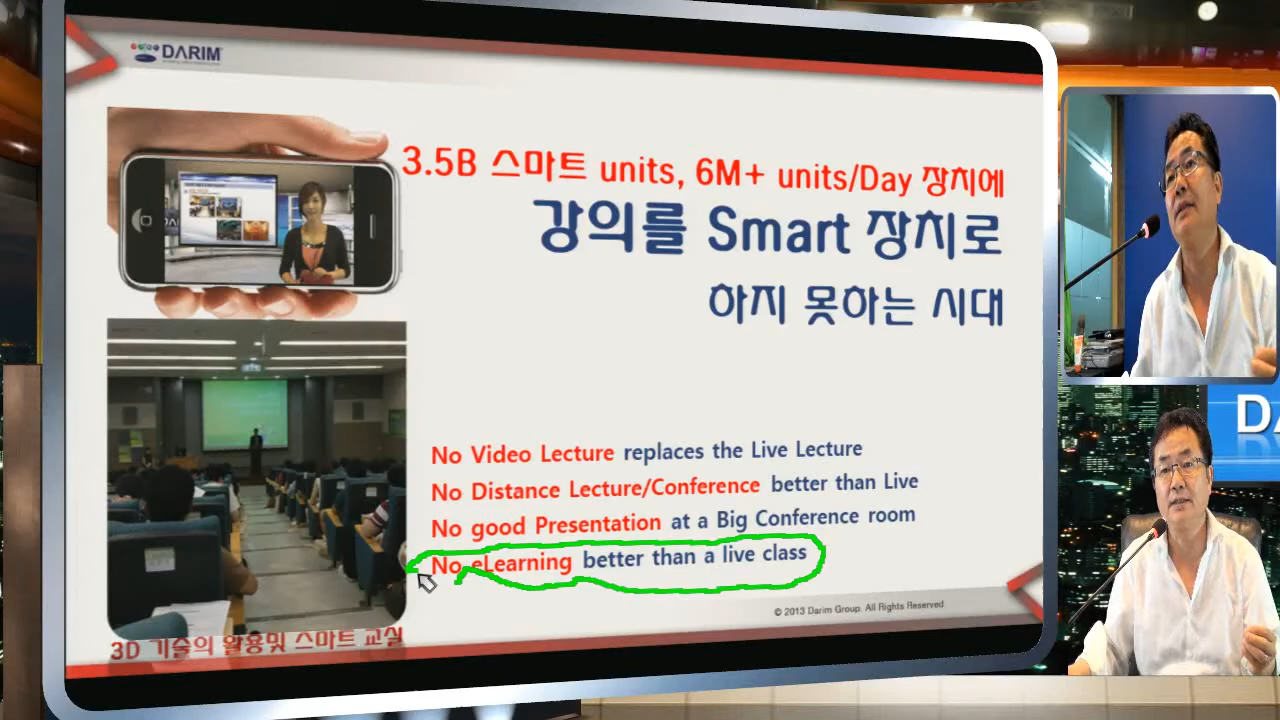 DARIM
3.5B 스마트 units, 6M+ units/Day 장치에
강의를 Smart 장치로
하지 못하는 시대
No Video Lecture replaces the Live Lecture
No Distance Lecture/Conference better than Live
No good Presentation at a Big Conference room
No eLearning better than a live class
© 2013 Darim Group. All Rights Reserved
3D 기술의 활용및 스마트 교실
DA